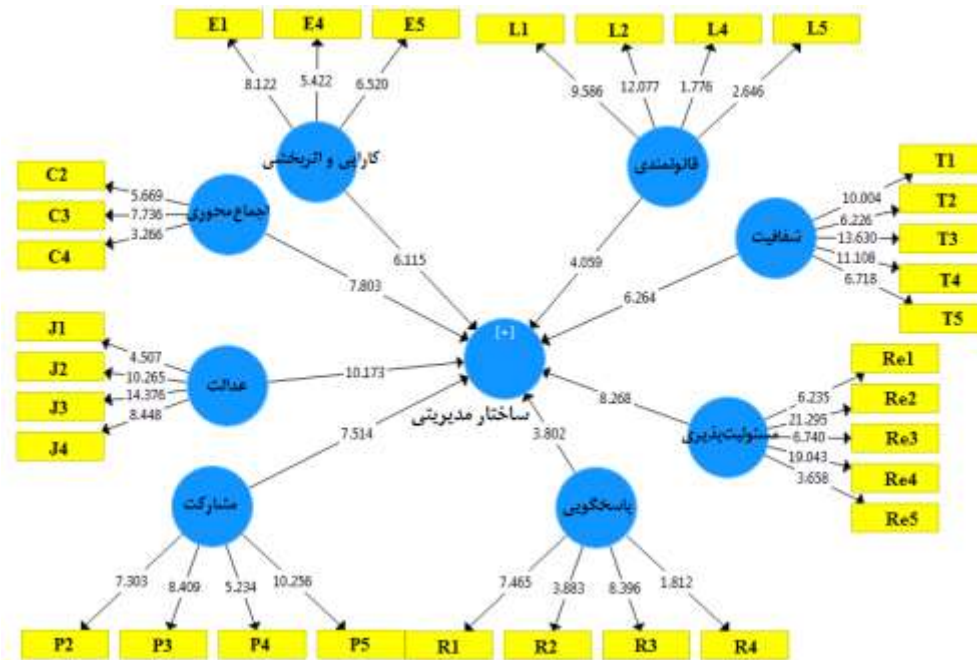 E1
E4
E5
L1
L2
L4
L5
8.122
5.422
6.520
9.586
12.077
1.776
2.646
کارایی و اثربخشی
قانونمندی
T1
T2
T3
T4
T5
10.004
6.226
13.630
11.108
6.718
شفافیت
C2
C3
C4
5.669
7.736
3.266
اجماع محوری
6.115
4.059
7.803
6.264
[+]
ساختار مدیریتی
J1
J2
J3
J4
4.507
10.265
14.376
8.448
عدالت
10.173
8.268
Re1
Re2
Re3
Re4
Re5
6.235
21.295
6.740
19.043
3.658
مسئولیت‌پذیری
7.514
3.802
مشارکت
پاسخگویی
7.303
8.409
5.234
10.256
7.465
3.883
8.396
1.812
P2
P3
P4
P5
R1
R2
R3
R4